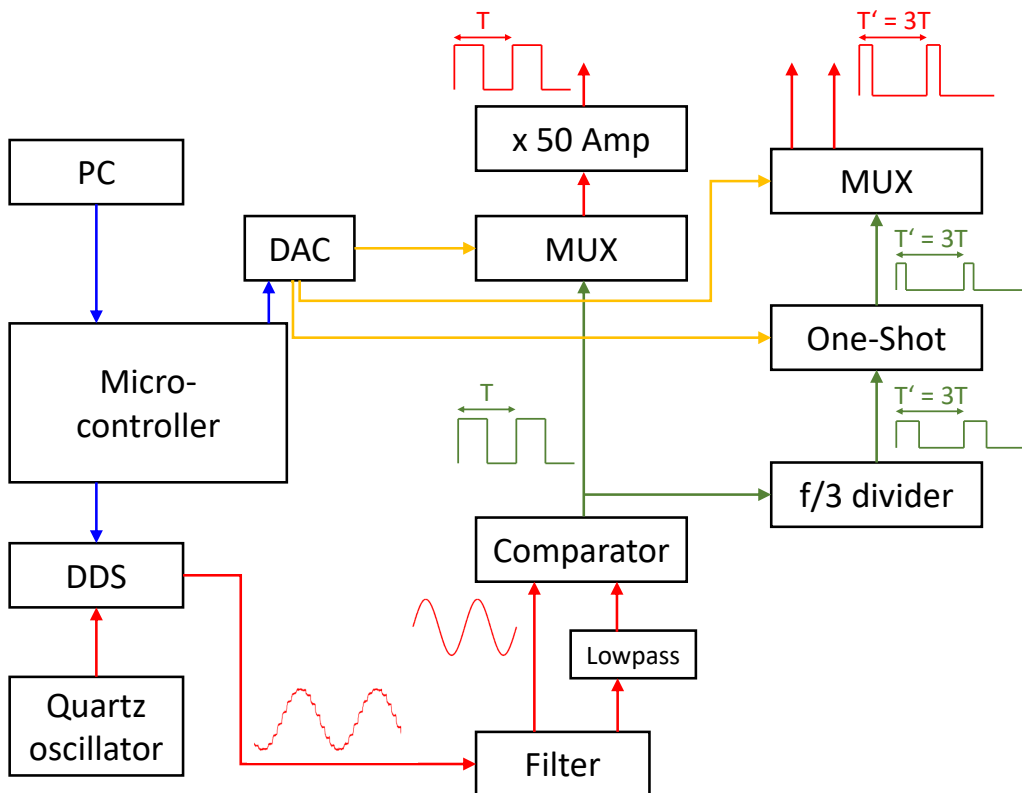 T
T‘ = 3T
x 50 Amp
PC
MUX
DAC
MUX
T‘ = 3T
One-Shot
Micro-
controller
T
T‘ = 3T
f/3 divider
Comparator
DDS
Lowpass
Quartz
oscillator
Filter